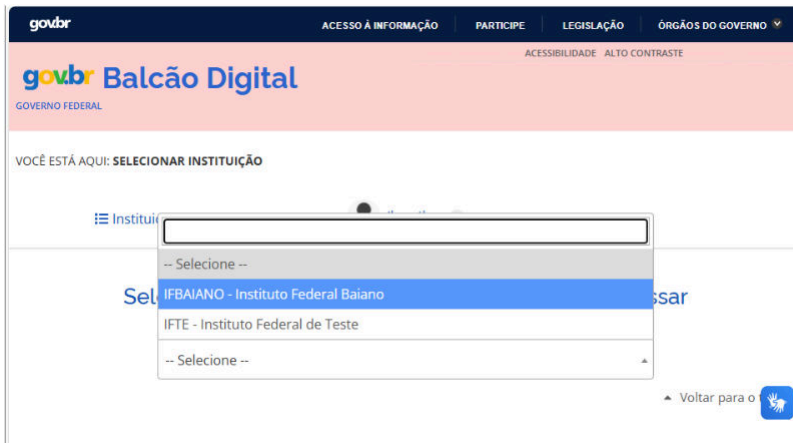 gov.br ACESSO À INFORMAÇÃO PARTICIPE LEGISLAÇÃO ÓRGÃOS DO GOVERNO
ACESSIBILIDADE ALTO CONTRASTE
gov.br Balcão Digital
GOVERNO FEDERAL
VOCÊ ESTÁ AQUI: SELECIONAR INSTITUIÇÃO
-- Selecione --
IFBAIANO - Instituto Federal Baiano
IFTE - Instituto Federal de Teste
-- Selecione --
Voltar para o